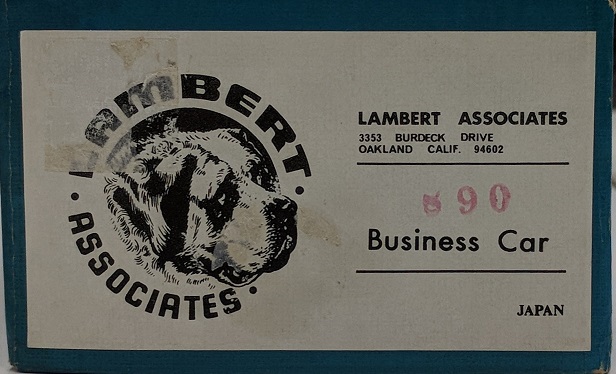 LAMBERT
ASSOCIATES
LAMBERT ASSOCIATES
3353 BURDECK DRIVE
OAKLAND CALIF. 94602
90
Business Car
JAPAN